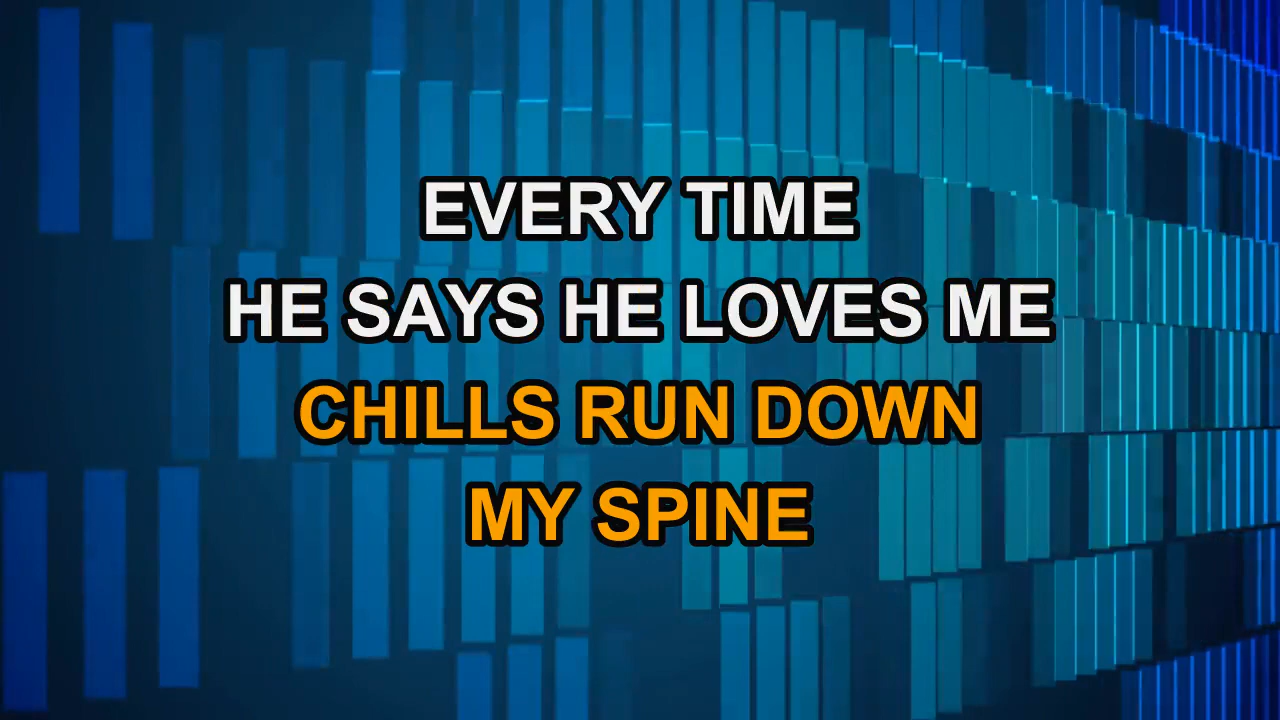 EVERY TIME
HE SAYS HE LOVES ME
CHILLS RUN DOWN
MY SPINE